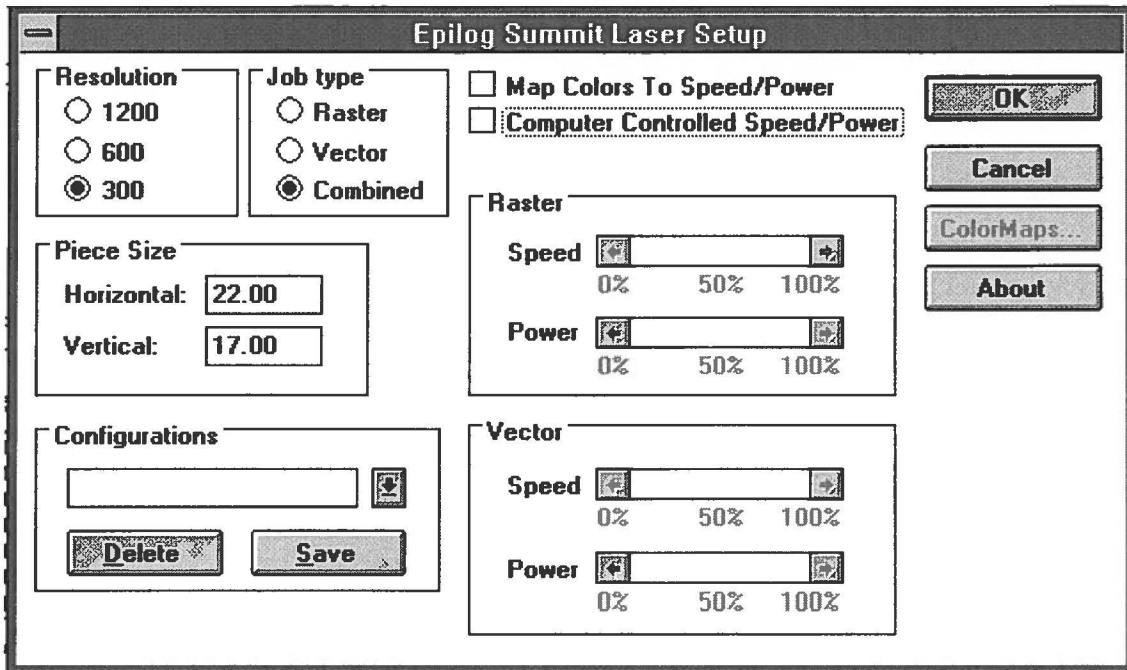 Epilog Summit Laser Setup
Resolution
1200
600
300
Job type
Raster
Vector
Combined
Map Colors To Speed/Power
Computer Controlled Speed/Power
OK
Cancel
ColorMaps...
About
Piece Size
Horizontal: 22.00
Vertical: 17.00
Configurations
Delete Save
Raster
Speed
0% 50% 100%
Power
0% 50% 100%
Vector
Speed
0% 50% 100%
Power
0% 50% 100%